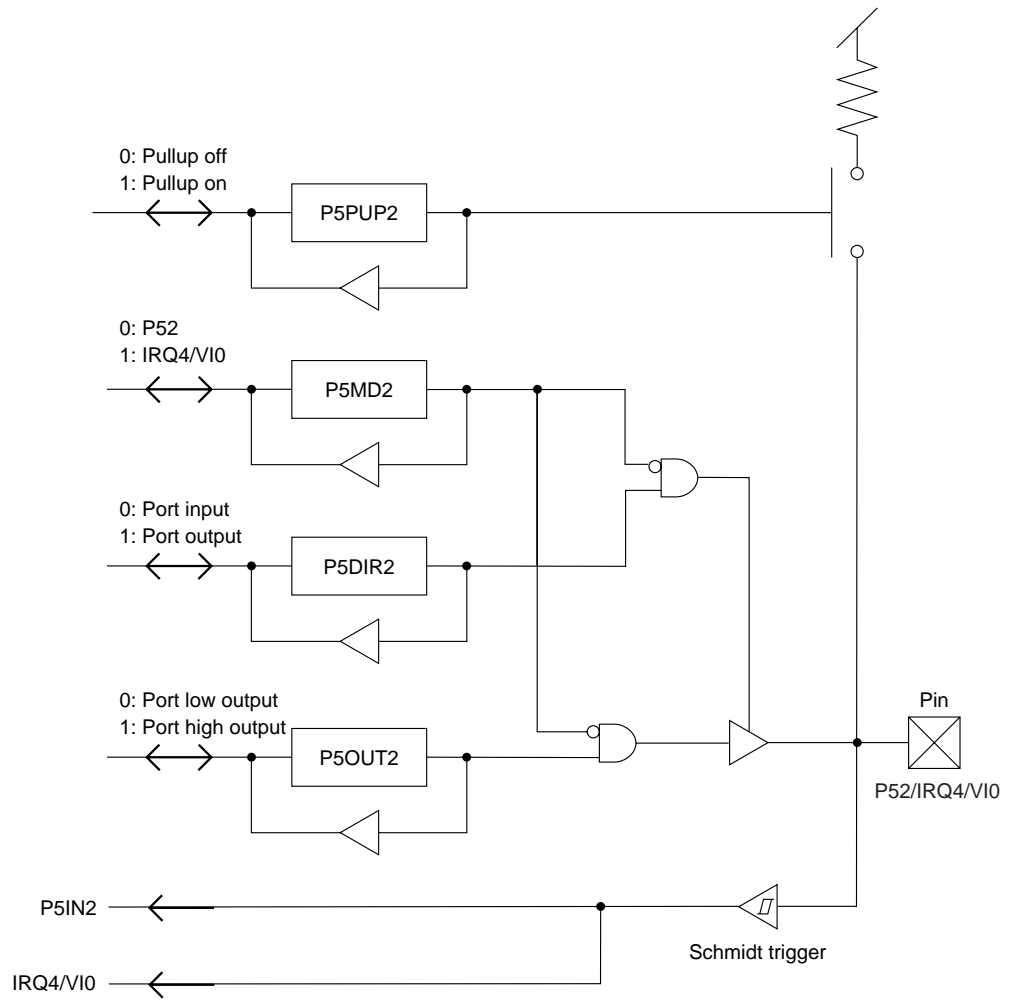 0: Pullup off
1: Pullup on
P5PUP2
0: P52
1: IRQ4/VI0
P5MD2
0: Port input
1: Port output
P5DIR2
0: Port low output
1: Port high output
P5OUT2
Pin
P52/IRQ4/VI0
P5IN2
Schmidt trigger
IRQ4/VI0